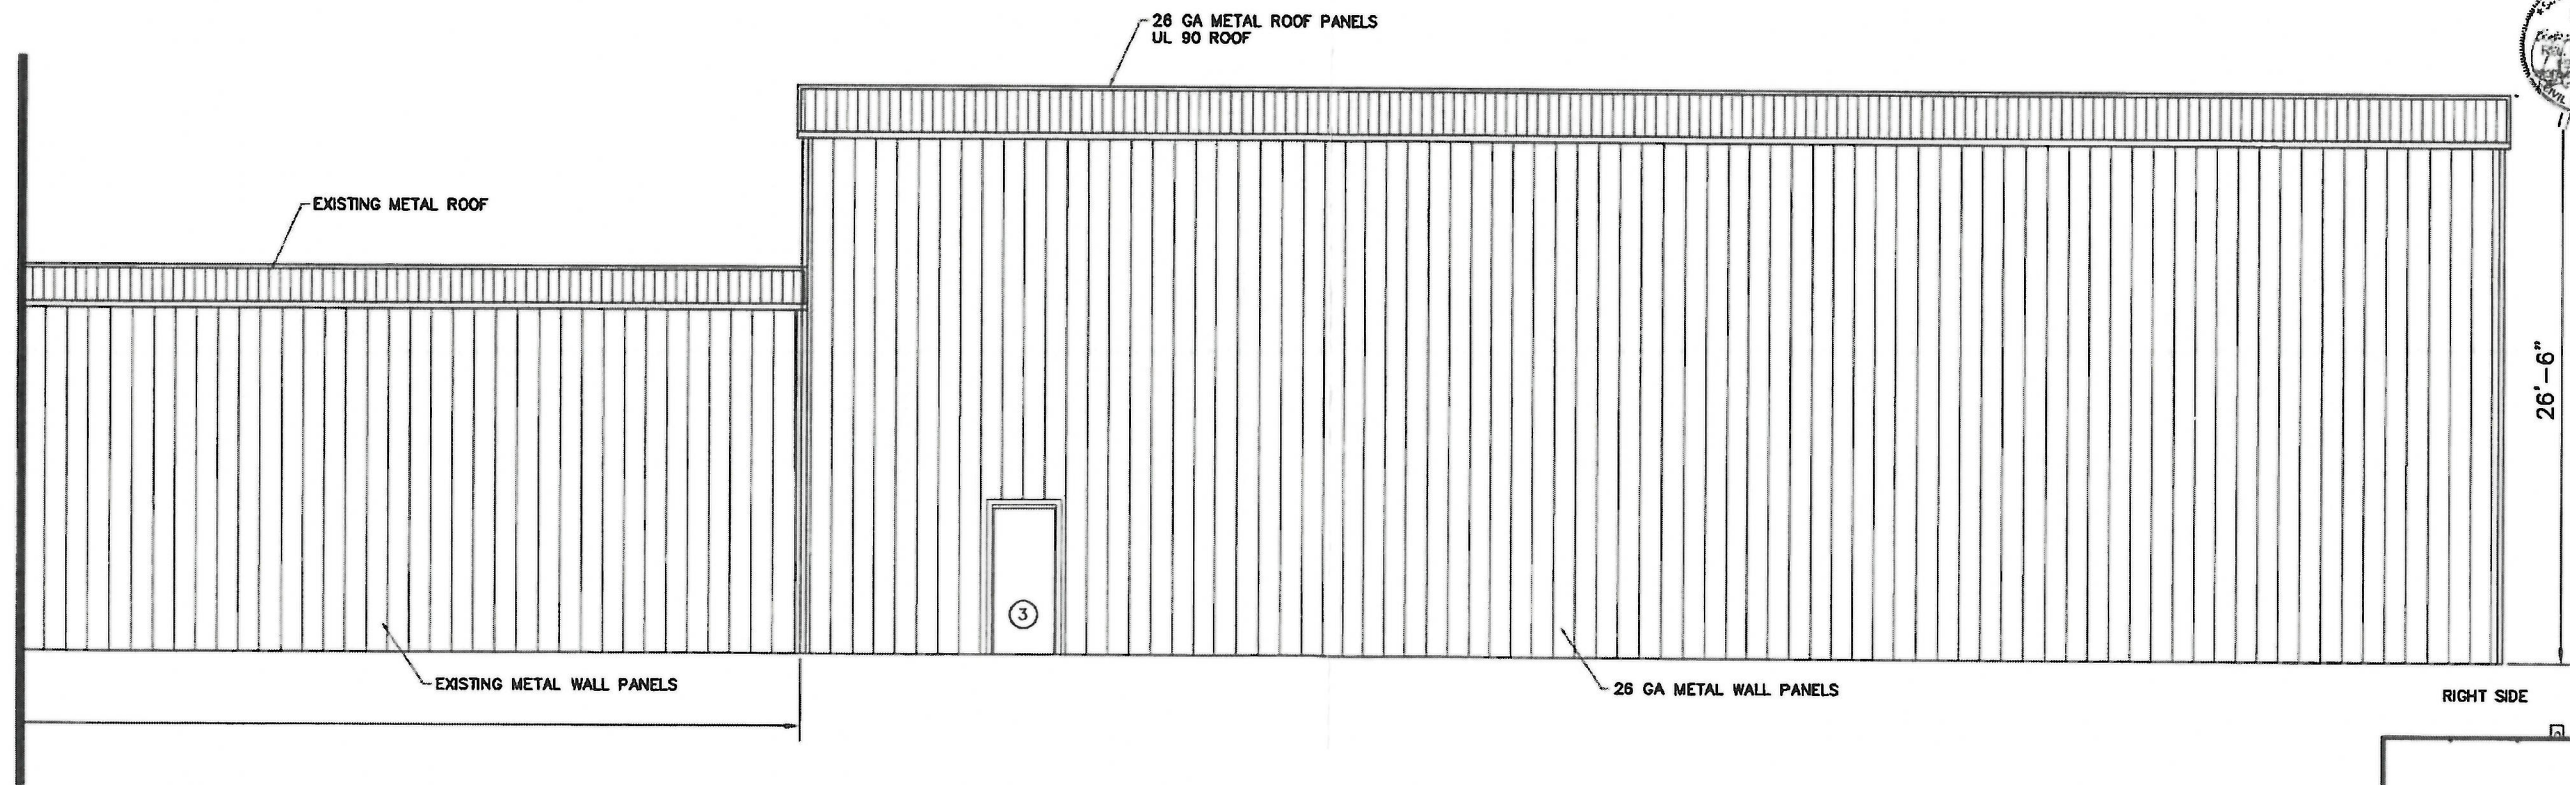 26 GA METAL ROOF PANELS
UL 90 ROOF
EXISTING METAL ROOF
26'-6"
3
EXISTING METAL WALL PANELS
26 GA METAL WALL PANELS
RIGHT SIDE
CIVIL